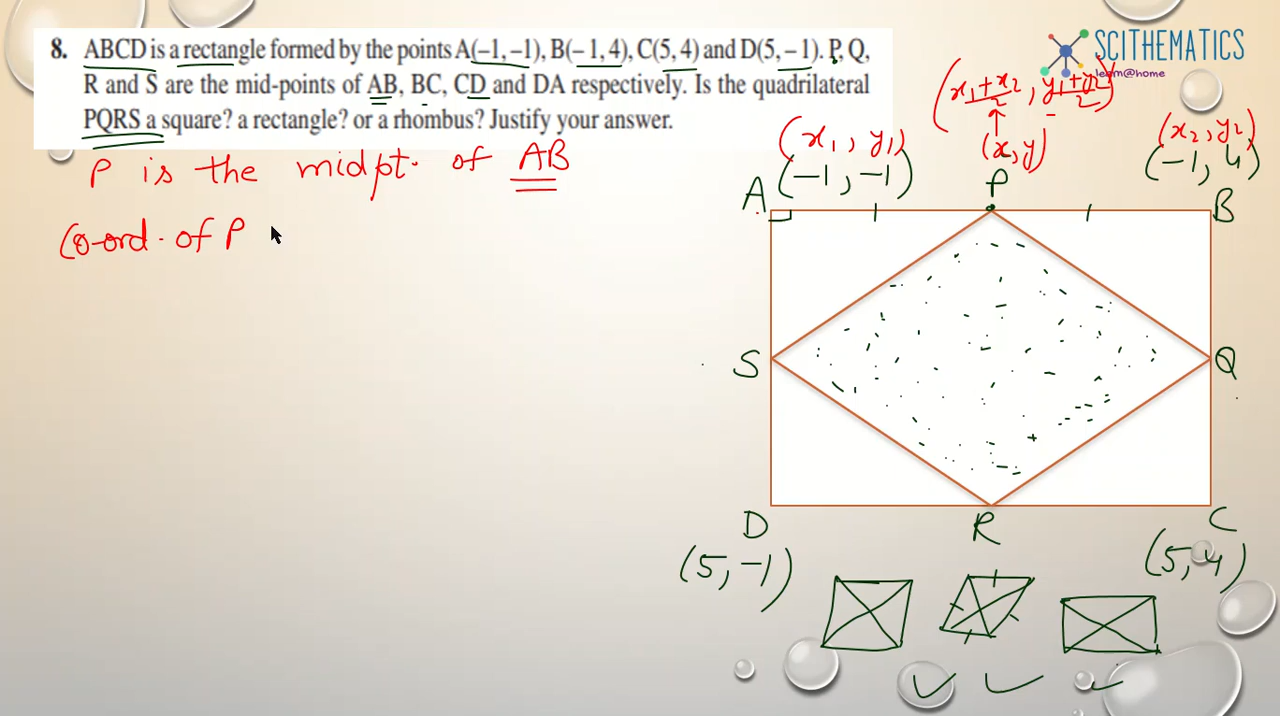 8. ABCD is a rectangle formed by the points A(−1, −1), B(− 1, 4), C(5, 4) and D(5, − 1). P, Q,
R and S are the mid-points of AB, BC, CD and DA respectively. Is the quadrilateral
PQRS a square? a rectangle? or a rhombus? Justify your answer.
SCITHEMATICS
learn@home
P is the midpt. of AB
Co-ord. of P
(x₁+x₂/2, y₁+y₂/2)
(x₁, y₁)
(x, y)
(x₂, y₂)
(−1, −1)
(−1, 4)
A
P
B
S
Q
D
R
C
(5, −1)
(5, 4)